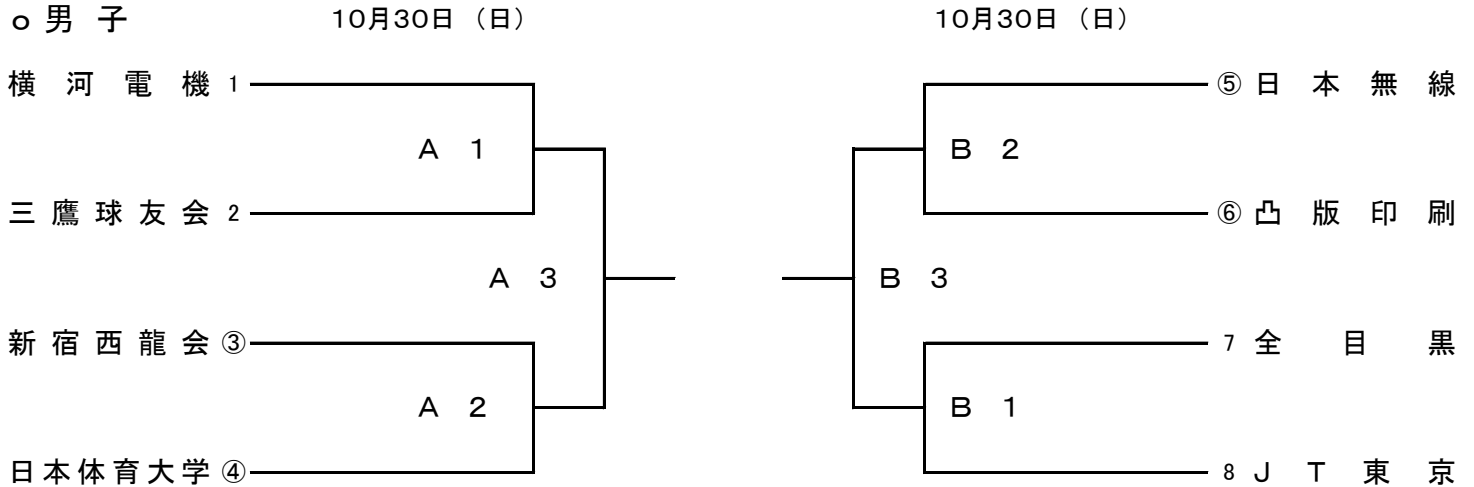 o 男 子 10月30日 (日) 10月30日 (日)
横 河 電 機 1 ⑤ 日 本 無 線
A 1 B 2
三 鷹 球 友 会 2 ⑥ 凸 版 印 刷
A 3 B 3
新 宿 西 龍 会 ③ 7 全 目 黒
A 2 B 1
日本体育大学 ④ 8 J T 東 京